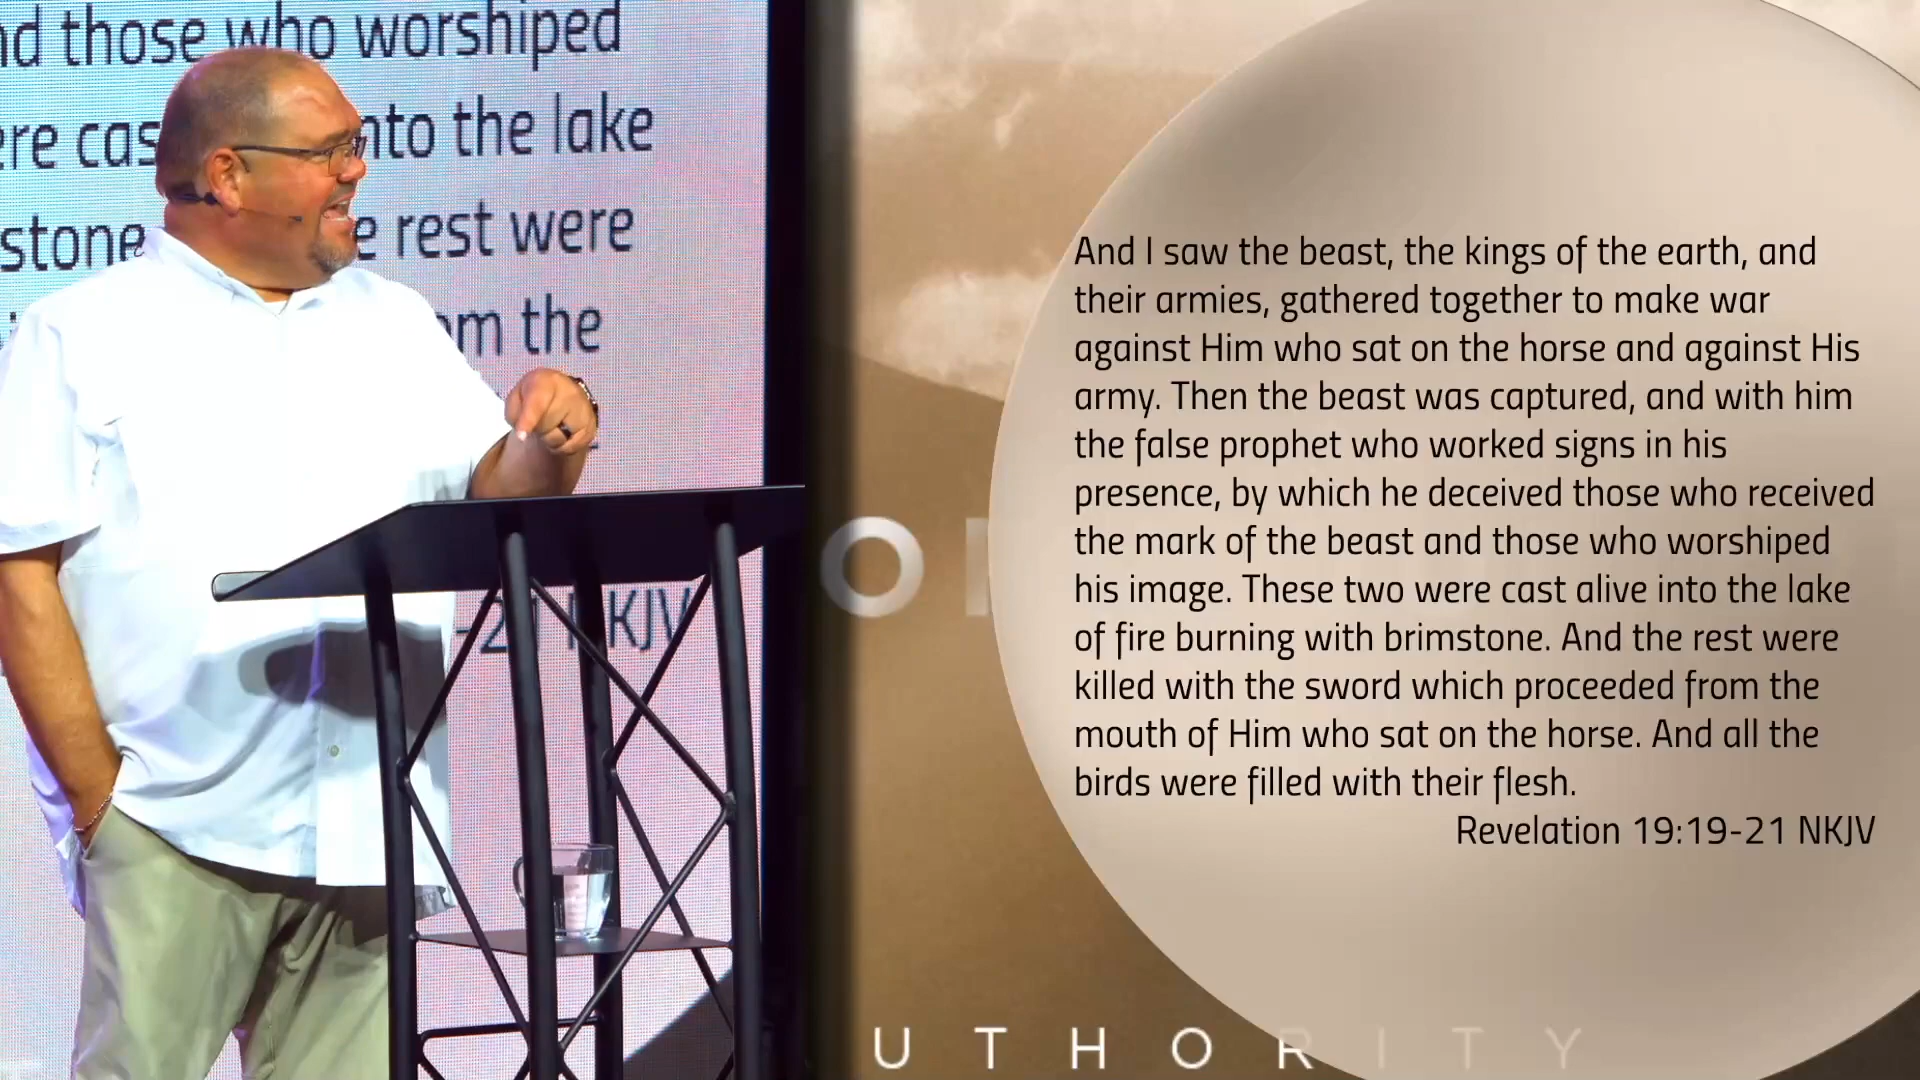 nd those who worshiped
ere cas nto the lake
stone e rest were
om the
-21 NKJV
And I saw the beast, the kings of the earth, and
their armies, gathered together to make war
against Him who sat on the horse and against His
army. Then the beast was captured, and with him
the false prophet who worked signs in his
presence, by which he deceived those who received
the mark of the beast and those who worshiped
his image. These two were cast alive into the lake
of fire burning with brimstone. And the rest were
killed with the sword which proceeded from the
mouth of Him who sat on the horse. And all the
birds were filled with their flesh.
Revelation 19:19-21 NKJV
UTHORITY